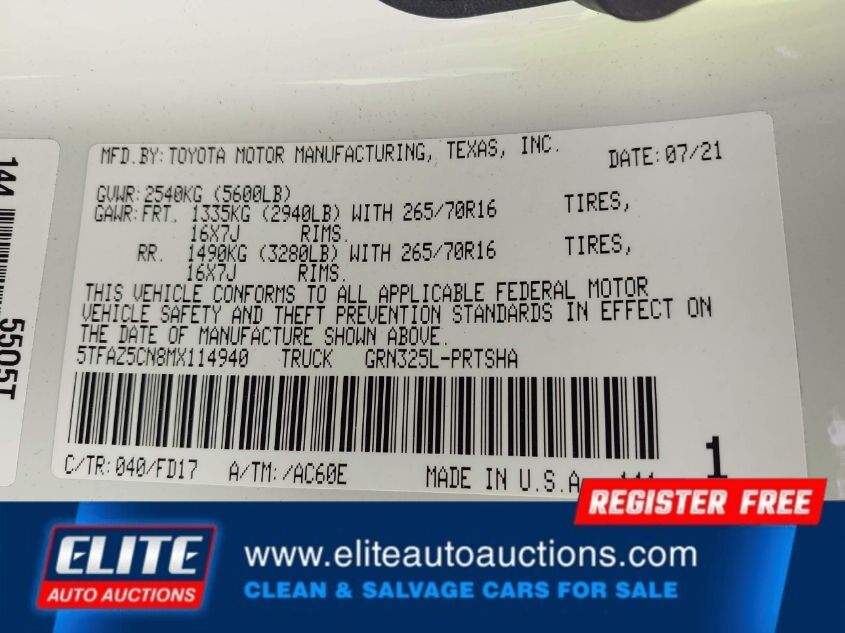 MFD.BY: TOYOTA MOTOR MANUFACTURING, TEXAS, INC. DATE: 07/21
GVWR: 2540KG (5600LB)
GAWR: FRT. 1335KG (2940LB) WITH 265/70R16 TIRES,
16X7J RIMS.
RR. 1490KG (3280LB) WITH 265/70R16 TIRES,
16X7J RIMS.
THIS VEHICLE CONFORMS TO ALL APPLICABLE FEDERAL MOTOR
VEHICLE SAFETY AND THEFT PREVENTION STANDARDS IN EFFECT ON
THE DATE OF MANUFACTURE SHOWN ABOVE.
5TFAZ5CN8MX114940 TRUCK GRN325L-PRTSHA
C/TR: 040/FD17 A/TM: /AC60E MADE IN U.S.A
1
144
5505T
REGISTER FREE
ELITE
AUTO AUCTIONS
www.eliteautoauctions.com
CLEAN & SALVAGE CARS FOR SALE